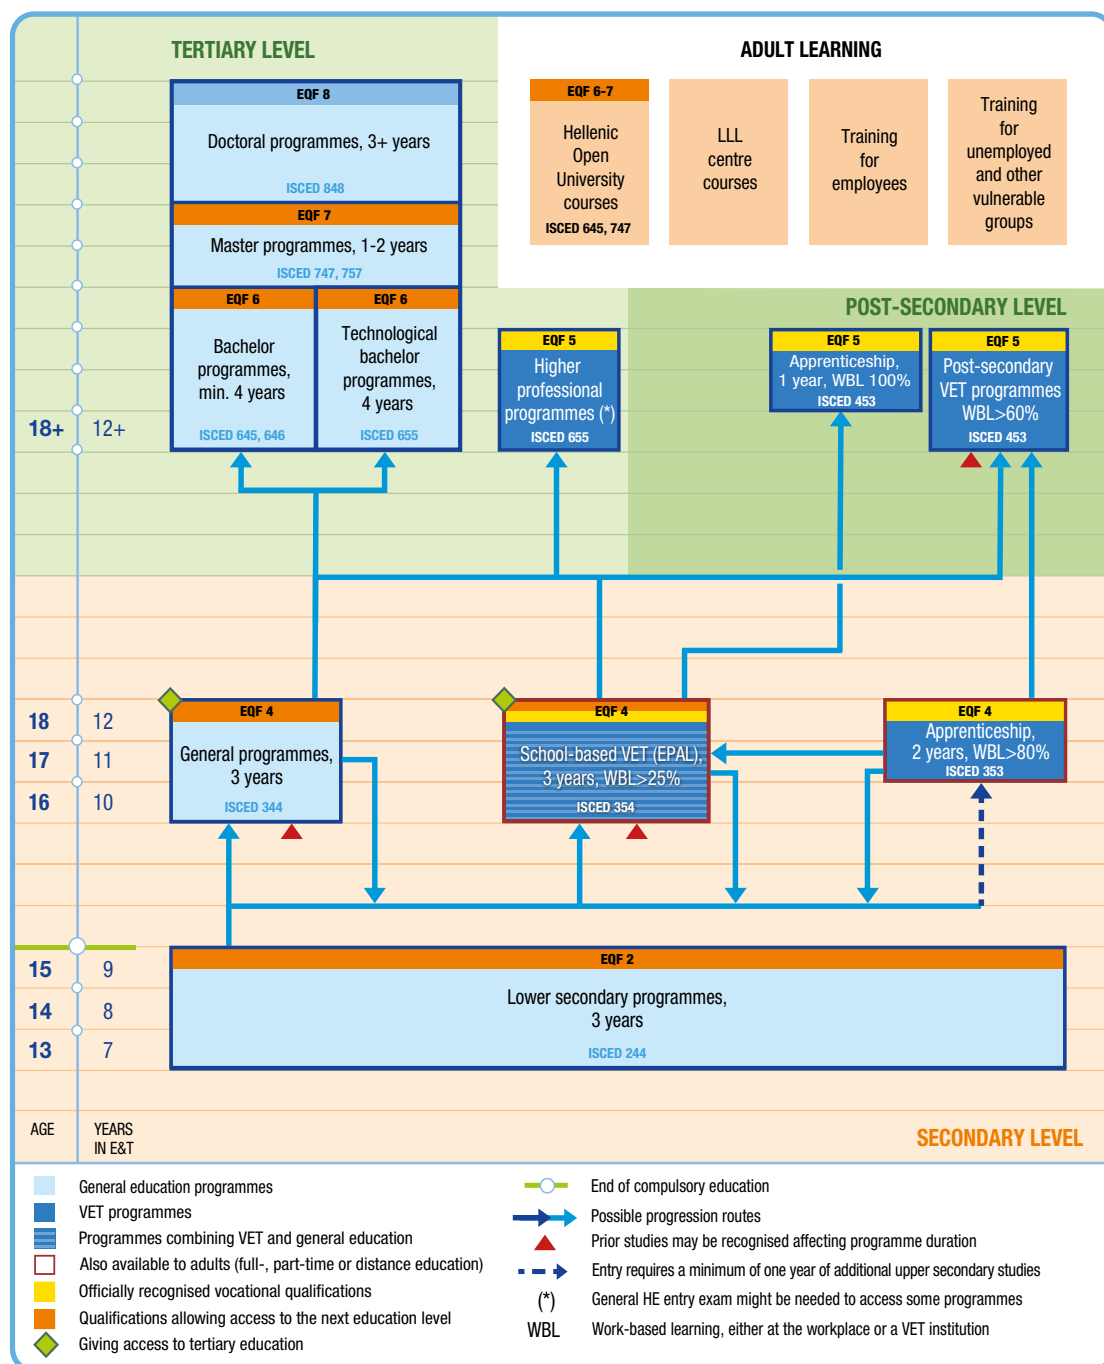 TERTIARY LEVEL
ADULT LEARNING
EQF 8
Doctoral programmes, 3+ years
ISCED 848
EQF 7
Master programmes, 1-2 years
ISCED 747, 757
EQF 6
Bachelor
programmes,
min. 4 years
ISCED 645, 646
EQF 6
Technological
bachelor
programmes,
4 years
ISCED 655
EQF 6-7
Hellenic
Open
University
courses
ISCED 645, 747
LLL
centre
courses
Training
for
employees
Training
for
unemployed
and other
vulnerable
groups
POST-SECONDARY LEVEL
EQF 5
Higher
professional
programmes (*)
ISCED 655
EQF 5
Apprenticeship,
1 year, WBL 100%
ISCED 453
EQF 5
Post-secondary
VET programmes
WBL>60%
ISCED 453
18+ 12+
EQF 4
General programmes,
3 years
ISCED 344
EQF 4
School-based VET (EPAL),
3 years, WBL>25%
ISCED 354
EQF 4
Apprenticeship,
2 years, WBL>80%
ISCED 353
18 12
17 11
16 10
EQF 2
Lower secondary programmes,
3 years
ISCED 244
15 9
14 8
13 7
AGE
YEARS
IN E&T
SECONDARY LEVEL
General education programmes
VET programmes
Programmes combining VET and general education
Also available to adults (full-, part-time or distance education)
Officially recognised vocational qualifications
Qualifications allowing access to the next education level
Giving access to tertiary education
End of compulsory education
Possible progression routes
Prior studies may be recognised affecting programme duration
Entry requires a minimum of one year of additional upper secondary studies
(*) General HE entry exam might be needed to access some programmes
WBL Work-based learning, either at the workplace or a VET institution